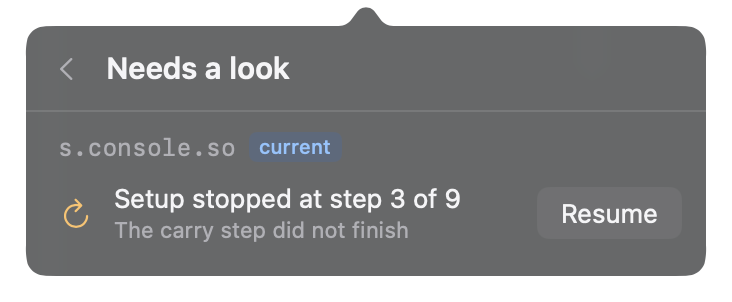 Needs a look
s.console.so current
Setup stopped at step 3 of 9
The carry step did not finish
Resume